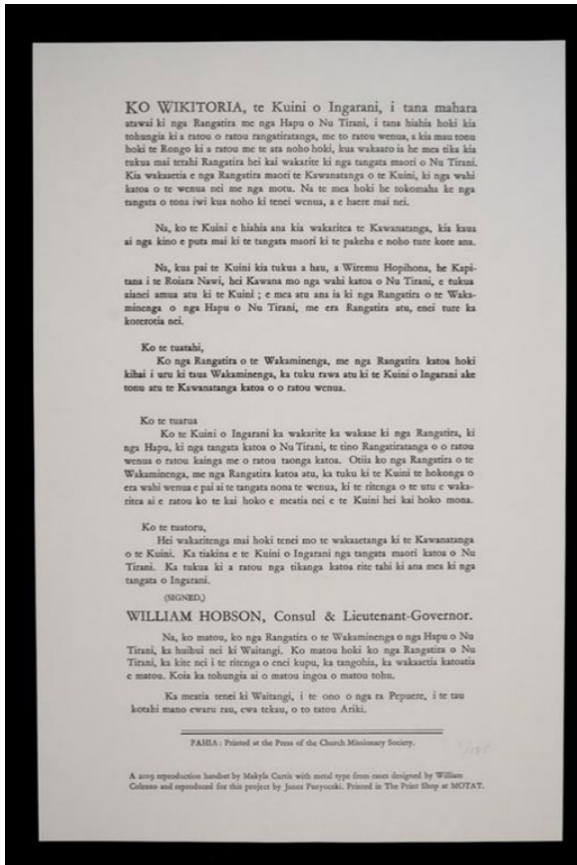 KO WIKITORIA, te Kuini o Ingarani, i tana mahara
atawai ki nga Rangatira me nga Hapu o Nu Tirani, i tana hiahia hoki kia
tohungia ki a ratou o ratou rangatiratanga, me to ratou wenua, a kia mau tonu
hoki te Rongo ki a ratou me te ata noho hoki, kua wakaaro ia he mea tika kia
tukua mai tetahi Rangatira hei kai wakarite ki nga tangata maori o Nu Tirani.
Kia wakaaetia e nga Rangatira maori te Kawanatanga o te Kuini, ki nga wahi
katoa o te wenua nei me nga motu. Na te mea hoki he tokomaha ke nga
tangata o tona iwi kua noho ki tenei wenua, a e haere mai nei.
Na, ko te Kuini e hiahia ana kia wakaritea te Kawanatanga, kia kaua
ai nga kino e puta mai ki te tangata maori ki te pakeha e noho ture kore ana.
Na, kua pai te Kuini kia tukua a hau, a Wiremu Hopihona, he Kapi-
tana i te Roiara Nawi, hei Kawana mo nga wahi katoa o Nu Tirani, e tukua
aianei amua atu ki te Kuini ; e mea atu ana ia ki nga Rangatira o te Waka-
minenga o nga Hapu o Nu Tirani, me era Rangatira atu, enei ture ka
korerotia nei.
Ko te tuatahi,
Ko nga Rangatira o te Wakaminenga, me nga Rangatira katoa hoki
kihai i uru ki taua Wakaminenga, ka tuku rawa atu ki te Kuini o Ingarani ake
tonu atu te Kawanatanga katoa o o ratou wenua.
Ko te tuarua
Ko te Kuini o Ingarani ka wakarite ka wakaae ki nga Rangatira, ki
nga Hapu, ki nga tangata katoa o Nu Tirani, te tino Rangatiratanga o o ratou
wenua o ratou kainga me o ratou taonga katoa. Otiia ko nga Rangatira o te
Wakaminenga, me nga Rangatira katoa atu, ka tuku ki te Kuini te hokonga o
era wahi wenua e pai ai te tangata nona te wenua, ki te ritenga o te utu e waka-
ritea ai e ratou ko te kai hoko e meatia nei e te Kuini hei kai hoko mona.
Ko te tuatoru,
Hei wakaritenga mai hoki tenei mo te wakaaetanga ki te Kawanatanga
o te Kuini. Ka tiakina e te Kuini o Ingarani nga tangata maori katoa o Nu
Tirani. Ka tukua ki a ratou nga tikanga katoa rite tahi ki ana mea ki nga
tangata o Ingarani.
(SIGNED,)
WILLIAM HOBSON, Consul & Lieutenant-Governor.
Na, ko matou, ko nga Rangatira o te Wakaminenga o nga Hapu o Nu
Tirani, ka huihui nei ki Waitangi. Ko matou hoki ko nga Rangatira o Nu
Tirani, ka kite nei i te ritenga o enei kupu, ka tangohia, ka wakaaetia katoatia
e matou. Koia ka tohungia ai o matou ingoa o matou tohu.
Ka meatia tenei ki Waitangi, i te ono o nga ra Pepuere, i te tau
kotahi mano ewaru rau, ewa tekau, o to tatou Ariki.
PAHIA : Printed at the Press of the Church Missionary Society.
A 2019 reproduction handset by Makyla Curtis with metal type from cases designed by William
Colenso and reproduced for this project by Janos Panyoczki. Printed in The Print Shop at MOTAT.